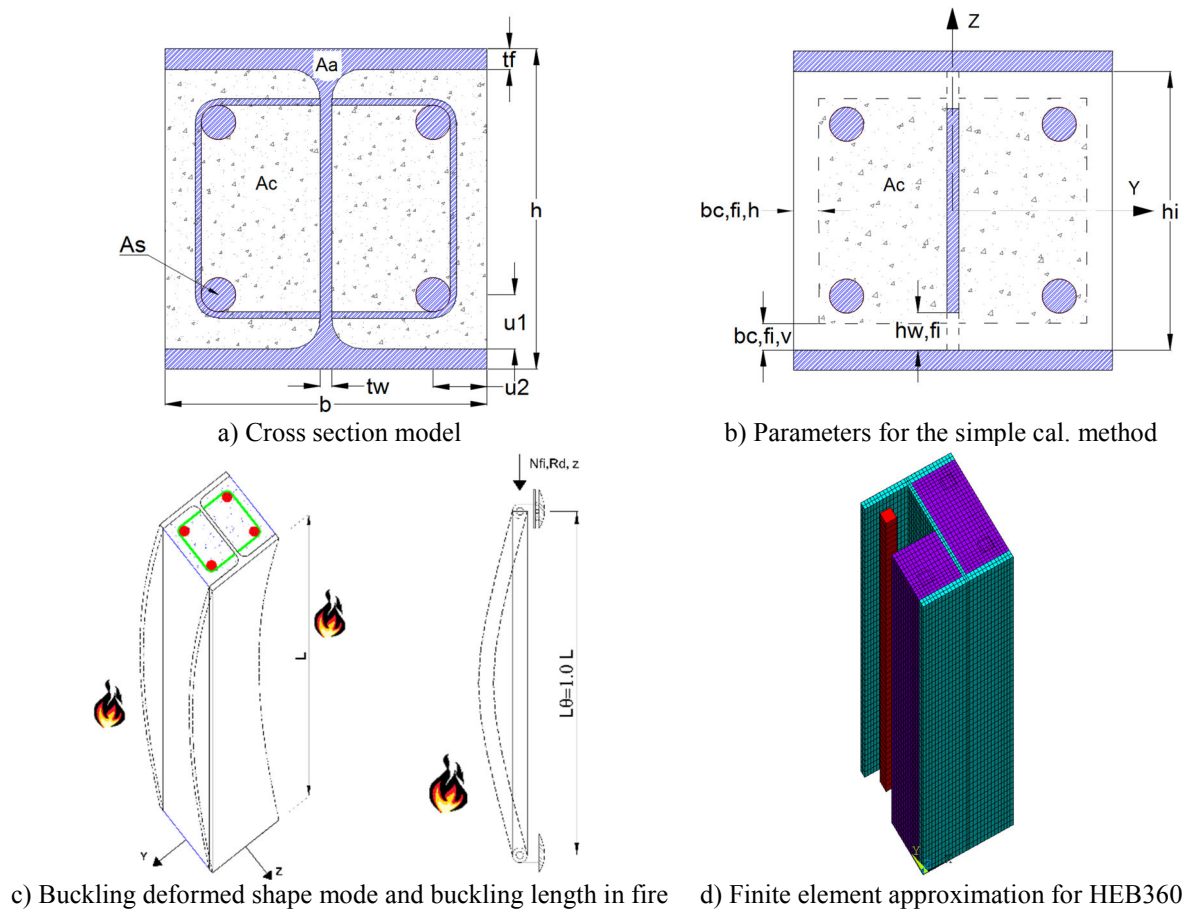 Aa
tf
Ac
As
h
u1
tw
u2
b
a) Cross section model
Z
Ac
Y
bc,fi,h
hi
bc,fi,v
hw,fi
b) Parameters for the simple cal. method
L
Y
Z
Nfi,Rd, z
Lθ=1.0 L
c) Buckling deformed shape mode and buckling length in fire
Y
d) Finite element approximation for HEB360